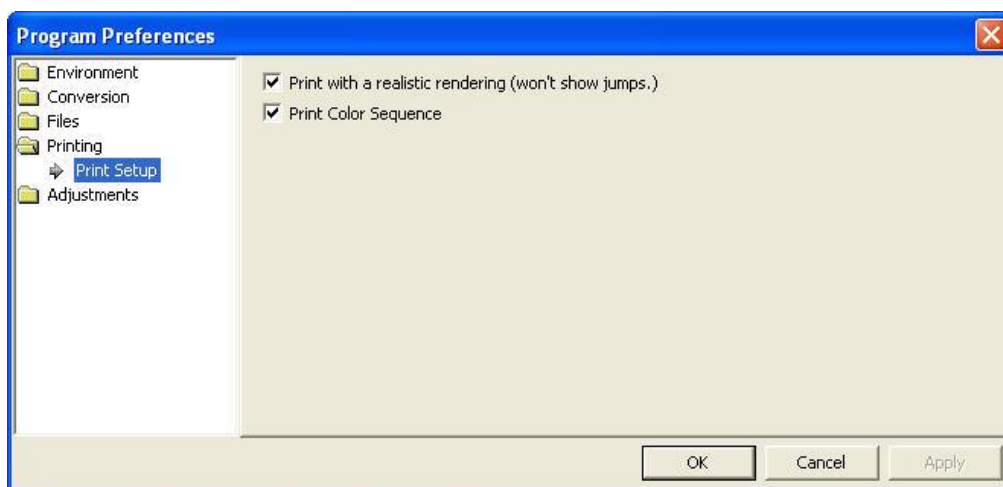 Program Preferences
Environment
Conversion
Files
Printing
Print Setup
Adjustments
Print with a realistic rendering (won't show jumps.)
Print Color Sequence
OK
Cancel
Apply